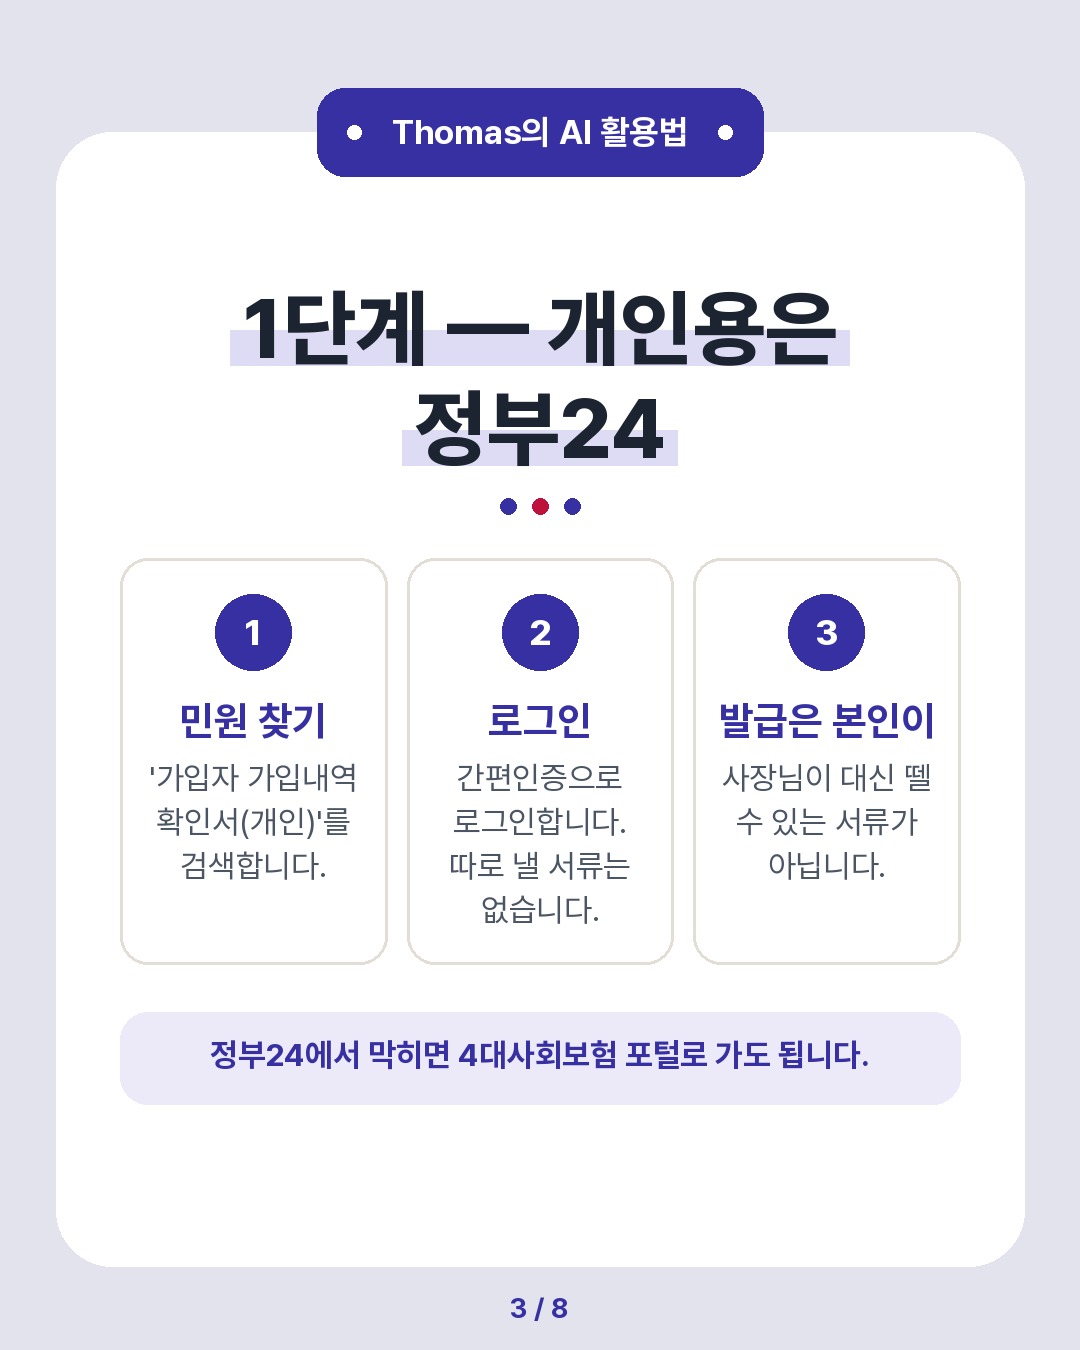 Thomas의 AI 활용법
1단계 — 개인용은
정부24
1
민원 찾기
'가입자 가입내역
확인서(개인)'를
검색합니다.
2
로그인
간편인증으로
로그인합니다.
따로 낼 서류는
없습니다.
3
발급은 본인이
사장님이 대신 뗄
수 있는 서류가
아닙니다.
정부24에서 막히면 4대사회보험 포털로 가도 됩니다.
3 / 8